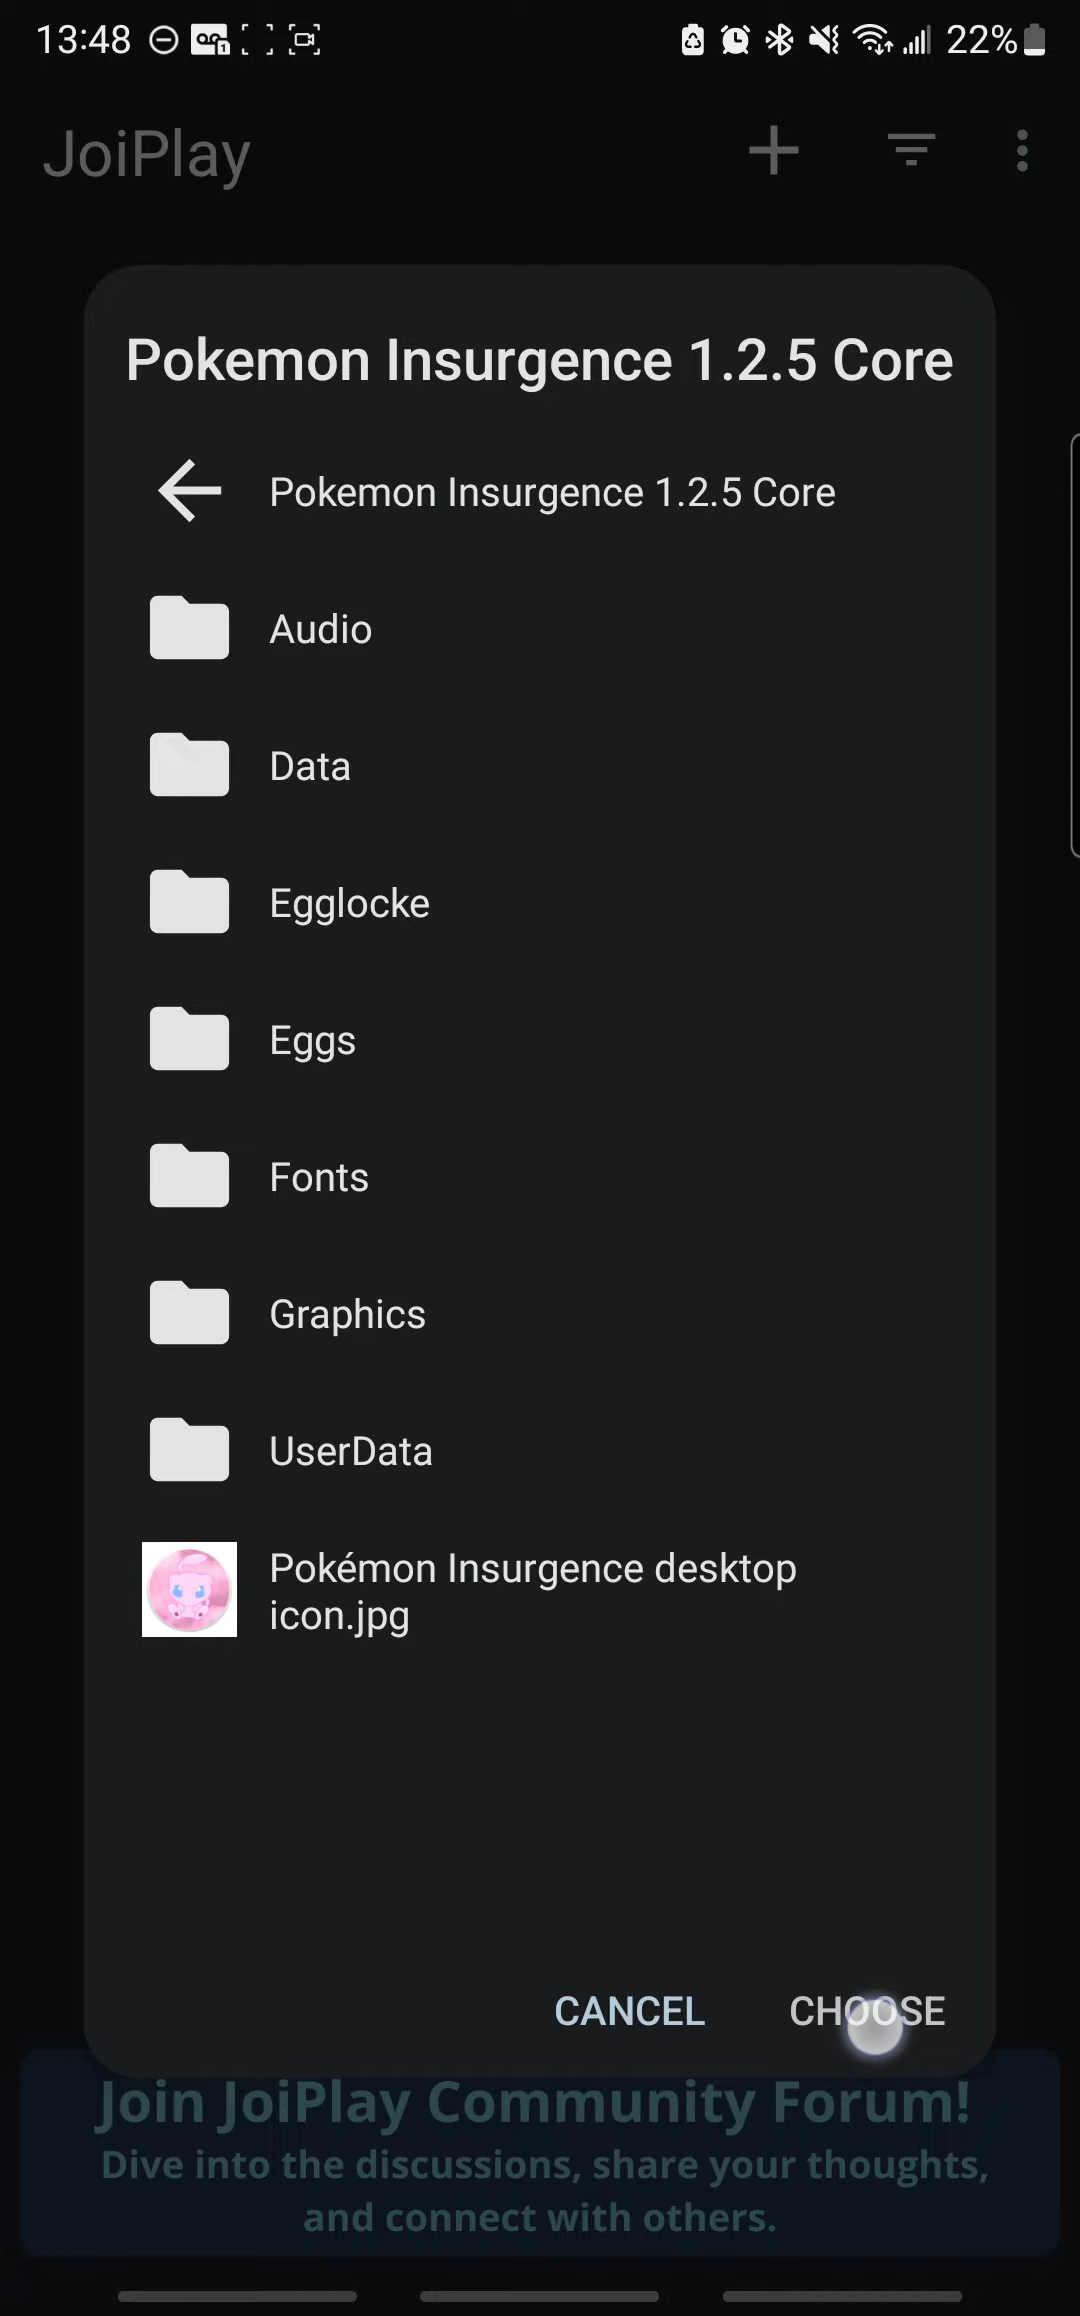 13:48
22%
JoiPlay
Pokemon Insurgence 1.2.5 Core
Pokemon Insurgence 1.2.5 Core
Audio
Data
Egglocke
Eggs
Fonts
Graphics
UserData
Pokémon Insurgence desktop
icon.jpg
CANCEL
CHOOSE
Join JoiPlay Community Forum!
Dive into the discussions, share your thoughts,
and connect with others.